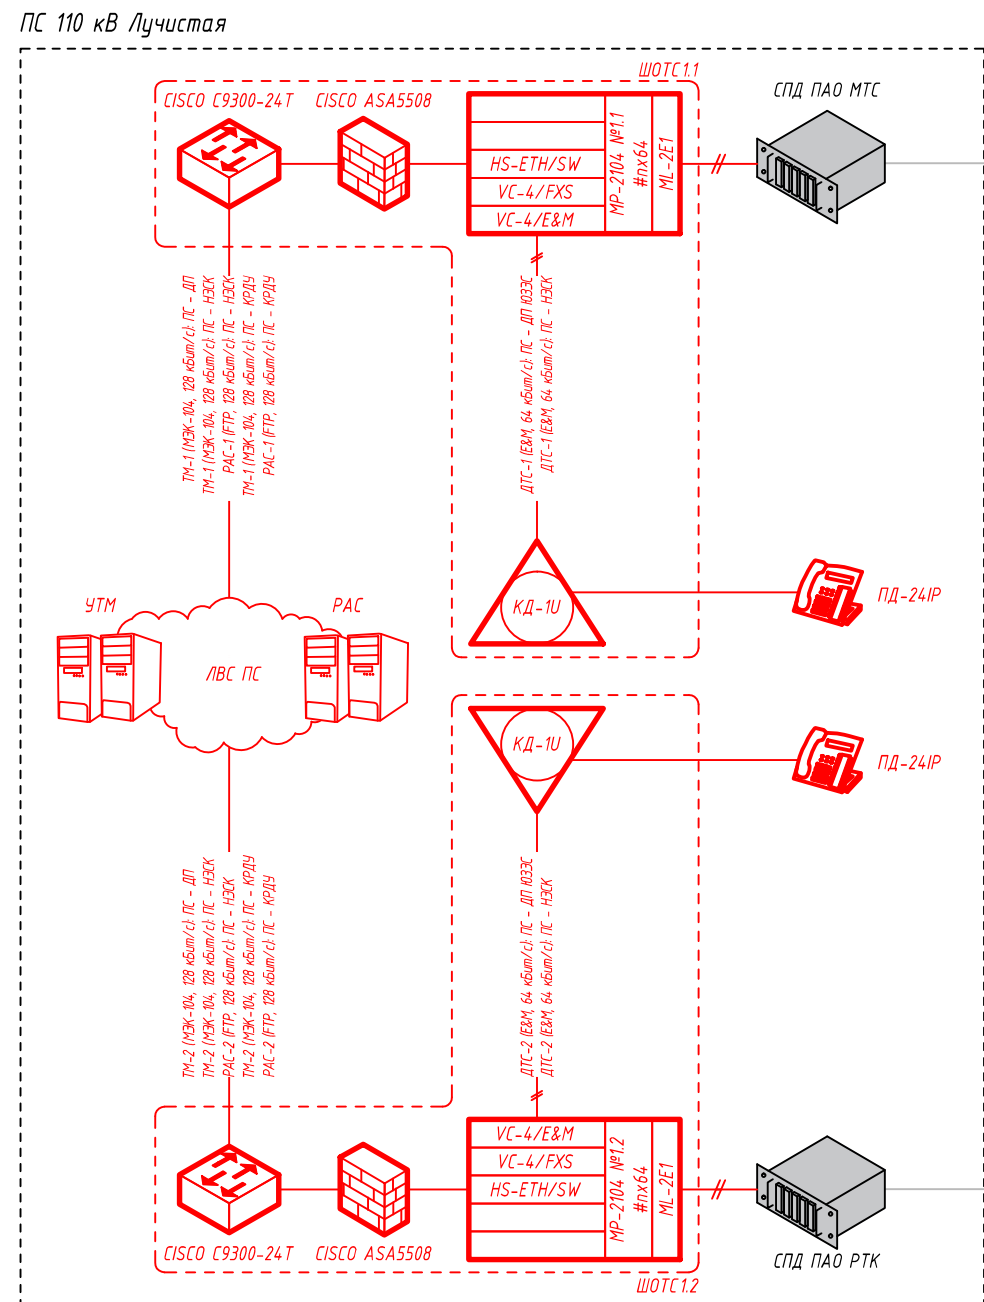 ПС 110 кВ Лучистая
ШОТС1.1
CISCO C9300-24T
CISCO ASA5508
СПД ПАО МТС
HS-ETH/SW
VC-4/FXS
VC-4/E&M
MP-2104 №1.1
#nx64
ML-2E1
ТМ-1 (МЭК-104, 128 кБит/с): ПС - ДП
ТМ-1 (МЭК-104, 128 кБит/с): ПС - НЭСК
РАС-1 (FTP, 128 кБит/с): ПС - НЭСК
ТМ-1 (МЭК-104, 128 кБит/с): ПС - КРДУ
РАС-1 (FTP, 128 кБит/с): ПС - КРДУ
ДТС-1 (E&M, 64 кБит/с): ПС - ДП ЮЗЭС
ДТС-1 (E&M, 64 кБит/с): ПС - НЭСК
КД-1U
ПД-24IP
УТМ
РАС
ЛВС ПС
КД-1U
ПД-24IP
ТМ-2 (МЭК-104, 128 кБит/с): ПС - ДП
ТМ-2 (МЭК-104, 128 кБит/с): ПС - НЭСК
РАС-2 (FTP, 128 кБит/с): ПС - НЭСК
ТМ-2 (МЭК-104, 128 кБит/с): ПС - КРДУ
РАС-2 (FTP, 128 кБит/с): ПС - КРДУ
ДТС-2 (E&M, 64 кБит/с): ПС - ДП ЮЗЭС
ДТС-2 (E&M, 64 кБит/с): ПС - НЭСК
VC-4/E&M
VC-4/FXS
HS-ETH/SW
MP-2104 №1.2
#nx64
ML-2E1
CISCO C9300-24T
CISCO ASA5508
СПД ПАО РТК
ШОТС1.2